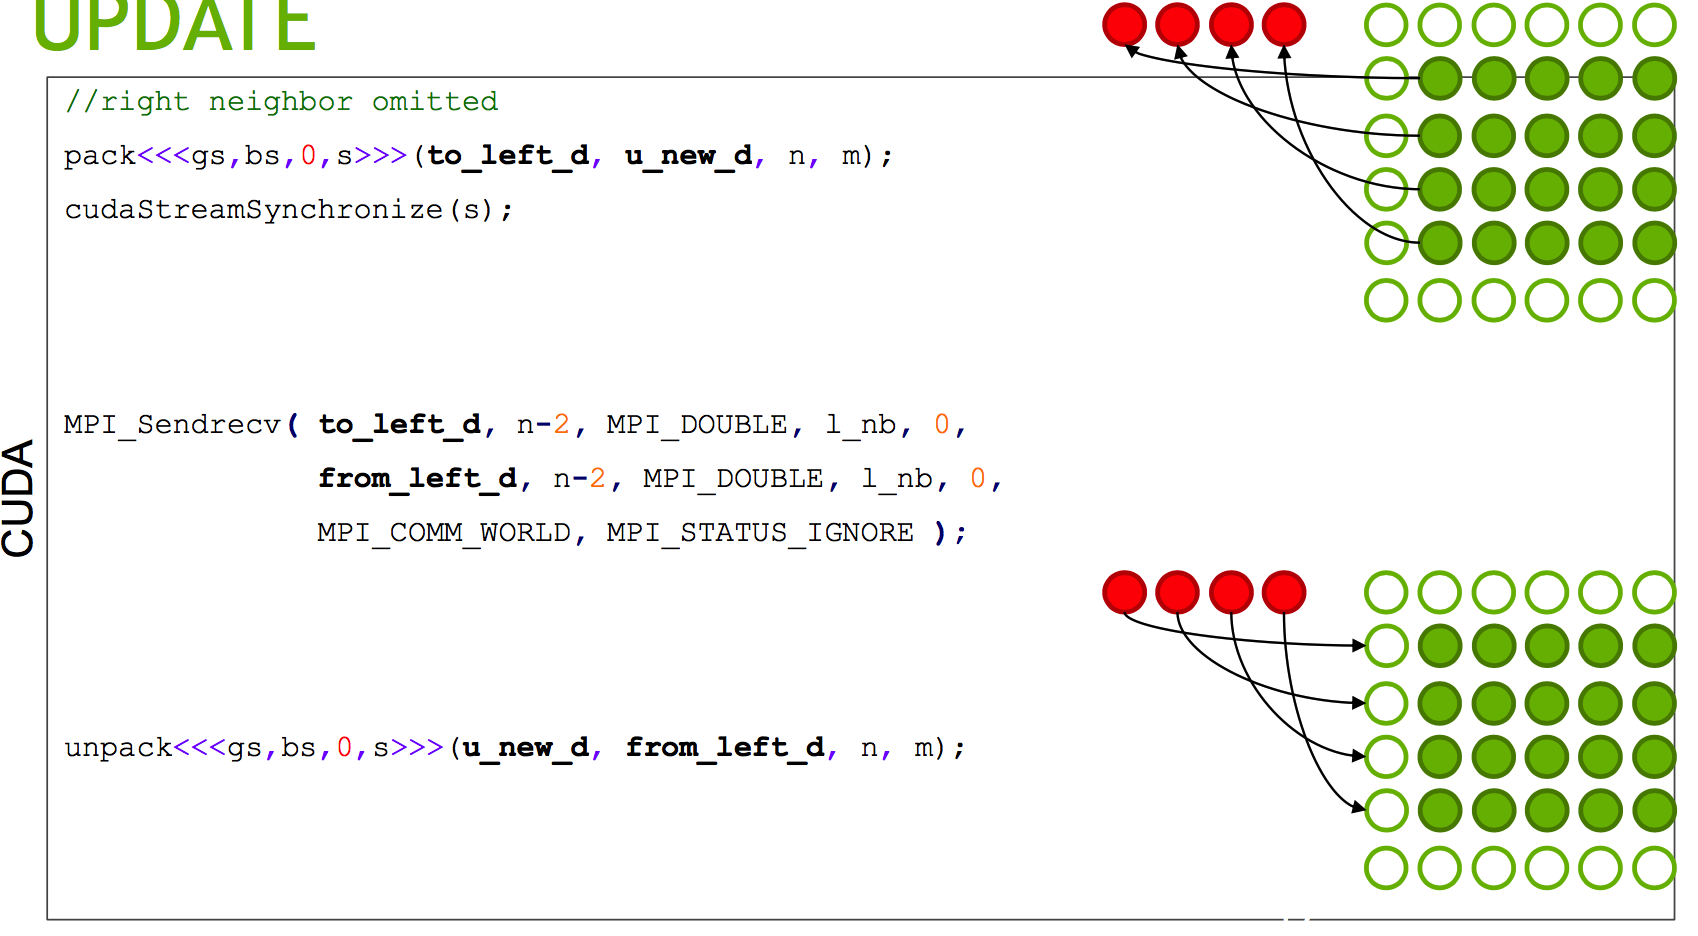 UPDATE
//right neighbor omitted
pack<<<gs,bs,0,s>>>(to_left_d, u_new_d, n, m);
cudaStreamSynchronize(s);
MPI_Sendrecv( to_left_d, n-2, MPI_DOUBLE, l_nb, 0,
from_left_d, n-2, MPI_DOUBLE, l_nb, 0,
MPI_COMM_WORLD, MPI_STATUS_IGNORE );
unpack<<<gs,bs,0,s>>>(u_new_d, from_left_d, n, m);
CUDA